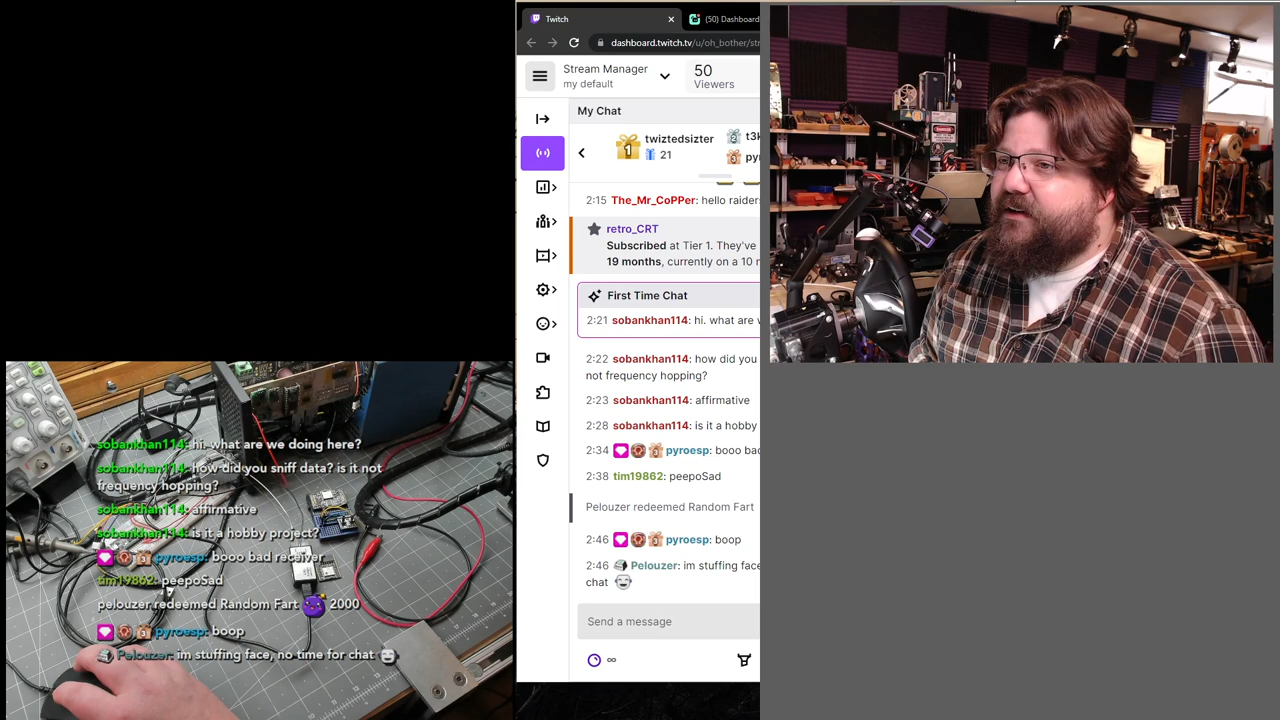 Twitch
(50) Dashboard
dashboard.twitch.tv/u/oh_bother/str
Stream Manager
my default
50
Viewers
My Chat
twiztedsizter
21
t3k
pyr
2:15 The_Mr_CoPPer: hello raiders
retro_CRT
Subscribed at Tier 1. They've
19 months, currently on a 10 m
First Time Chat
2:21 sobankhan114: hi. what are w
2:22 sobankhan114: how did you
not frequency hopping?
2:23 sobankhan114: affirmative
2:28 sobankhan114: is it a hobby
2:34 pyroesp: booo bad
2:38 tim19862: peepoSad
Pelouzer redeemed Random Fart
2:46 pyroesp: boop
2:46 Pelouzer: im stuffing face
chat
Send a message
sobankhan114: hi. what are we doing here?
sobankhan114: how did you sniff data? is it not
frequency hopping?
sobankhan114: affirmative
sobankhan114: is it a hobby project?
pyroesp: booo bad receiver
tim19862: peepoSad
pelouzer redeemed Random Fart 2000
pyroesp: boop
Pelouzer: im stuffing face, no time for chat
DANGER